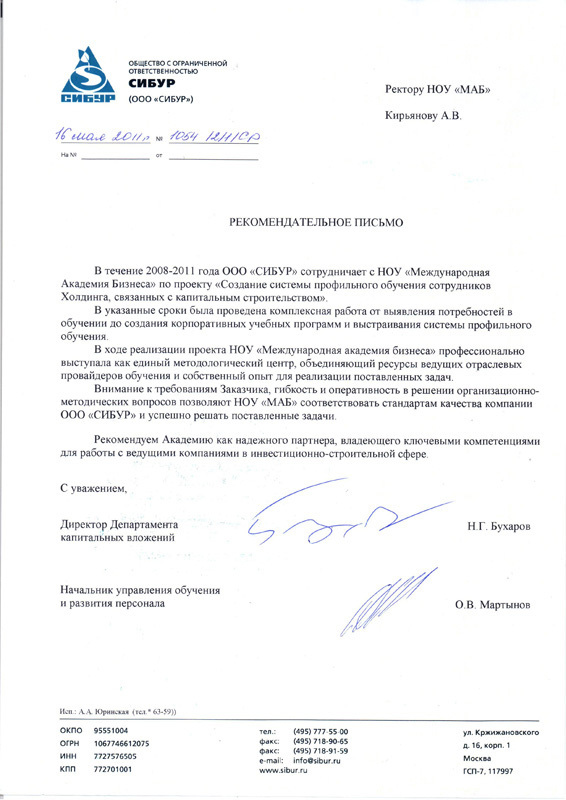 СИБУР
ОБЩЕСТВО С ОГРАНИЧЕННОЙ
ОТВЕТСТВЕННОСТЬЮ
СИБУР
(ООО «СИБУР»)
Ректору НОУ «МАБ»
Кирьянову А.В.
16 мая 2011 г № 1054 /2H/СР
На № от
РЕКОМЕНДАТЕЛЬНОЕ ПИСЬМО
В течение 2008-2011 года ООО «СИБУР» сотрудничает с НОУ «Международная
Академия Бизнеса» по проекту «Создание системы профильного обучения сотрудников
Холдинга, связанных с капитальным строительством».
В указанные сроки была проведена комплексная работа от выявления потребностей в
обучении до создания корпоративных учебных программ и выстраивания системы профильного
обучения.
В ходе реализации проекта НОУ «Международная академия бизнеса» профессионально
выступала как единый методологический центр, объединяющий ресурсы ведущих отраслевых
провайдеров обучения и собственный опыт для реализации поставленных задач.
Внимание к требованиям Заказчика, гибкость и оперативность в решении организационно-
методических вопросов позволяют НОУ «МАБ» соответствовать стандартам качества компании
ООО «СИБУР» и успешно решать поставленные задачи.
Рекомендуем Академию как надежного партнера, владеющего ключевыми компетенциями
для работы с ведущими компаниями в инвестиционно-строительной сфере.
С уважением,
Директор Департамента
капитальных вложений
Н.Г. Бухаров
Начальник управления обучения
и развития персонала
О.В. Мартынов
Исп.: А.А. Юринская (тел.* 63-59))
ОКПО 95551004
ОГРН 1067746612075
ИНН 7727576505
КПП 772701001
тел.: (495) 777-55-00
факс: (495) 718-90-65
факс: (495) 718-91-59
e-mail: info@sibur.ru
www.sibur.ru
ул. Кржижановского
д. 16, корп. 1
Москва
ГСП-7, 117997